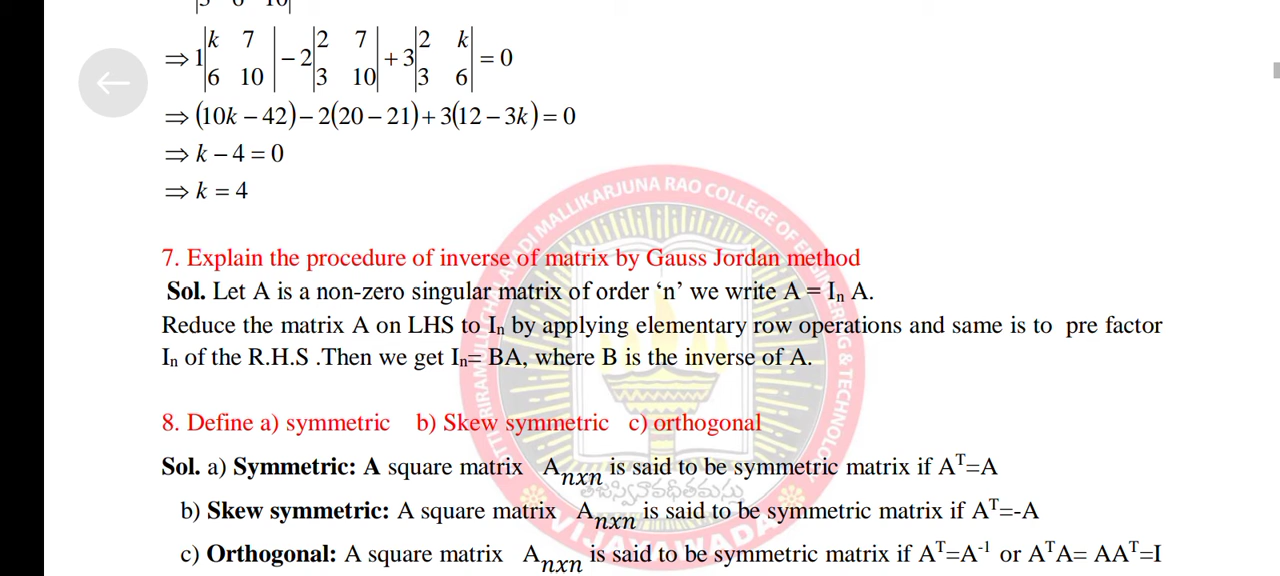 ⇒ 1|k 7; 6 10| − 2|2 7; 3 10| + 3|2 k; 3 6| = 0
⇒ (10k − 42) − 2(20 − 21) + 3(12 − 3k) = 0
⇒ k − 4 = 0
⇒ k = 4
7. Explain the procedure of inverse of matrix by Gauss Jordan method
Sol. Let A is a non-zero singular matrix of order ‘n’ we write A = Iₙ A.
Reduce the matrix A on LHS to Iₙ by applying elementary row operations and same is to pre factor
Iₙ of the R.H.S .Then we get Iₙ= BA, where B is the inverse of A.
8. Define a) symmetric b) Skew symmetric c) orthogonal
Sol. a) Symmetric: A square matrix Aₙₓₙ is said to be symmetric matrix if Aᵀ=A
b) Skew symmetric: A square matrix Aₙₓₙ is said to be symmetric matrix if Aᵀ=-A
c) Orthogonal: A square matrix Aₙₓₙ is said to be symmetric matrix if Aᵀ=A⁻¹ or AᵀA= AAᵀ=I
MALLIKARJUNA RAO COLLEGE OF
& TECHNOLOGY
VIJAYAWADA